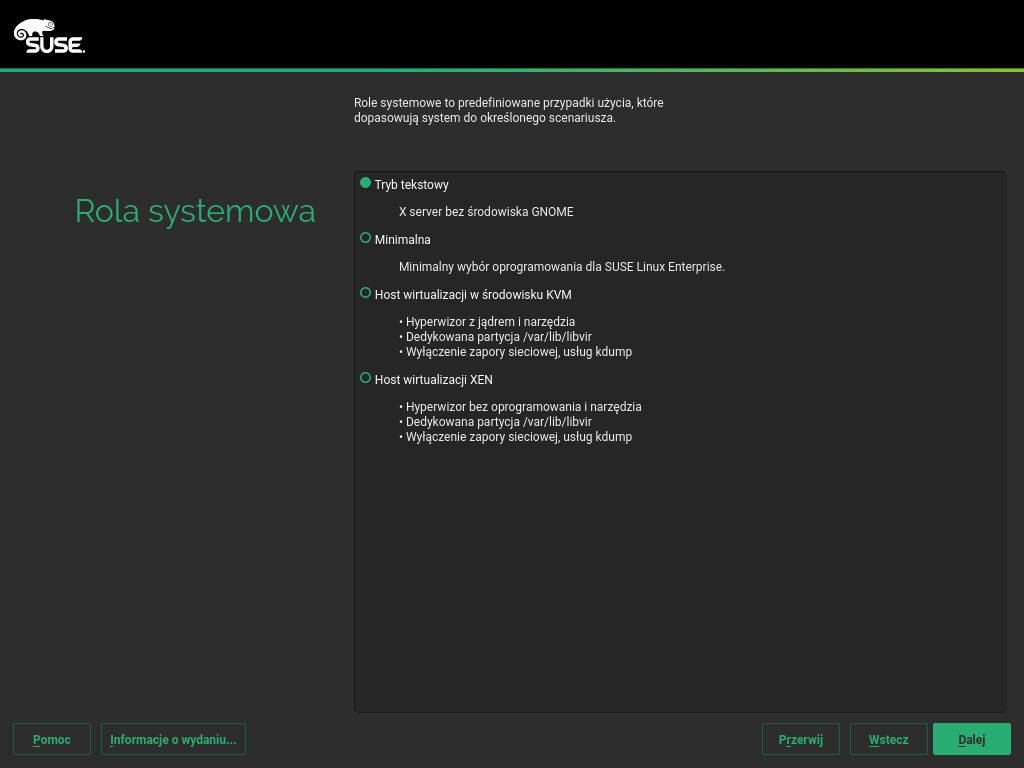 SUSE.
Role systemowe to predefiniowane przypadki użycia, które
dopasowują system do określonego scenariusza.
Rola systemowa
Tryb tekstowy
X server bez środowiska GNOME
Minimalna
Minimalny wybór oprogramowania dla SUSE Linux Enterprise.
Host wirtualizacji w środowisku KVM
• Hyperwizor z jądrem i narzędzia
• Dedykowana partycja /var/lib/libvir
• Wyłączenie zapory sieciowej, usług kdump
Host wirtualizacji XEN
• Hyperwizor bez oprogramowania i narzędzia
• Dedykowana partycja /var/lib/libvir
• Wyłączenie zapory sieciowej, usług kdump
Pomoc
Informacje o wydaniu...
Przerwij
Wstecz
Dalej